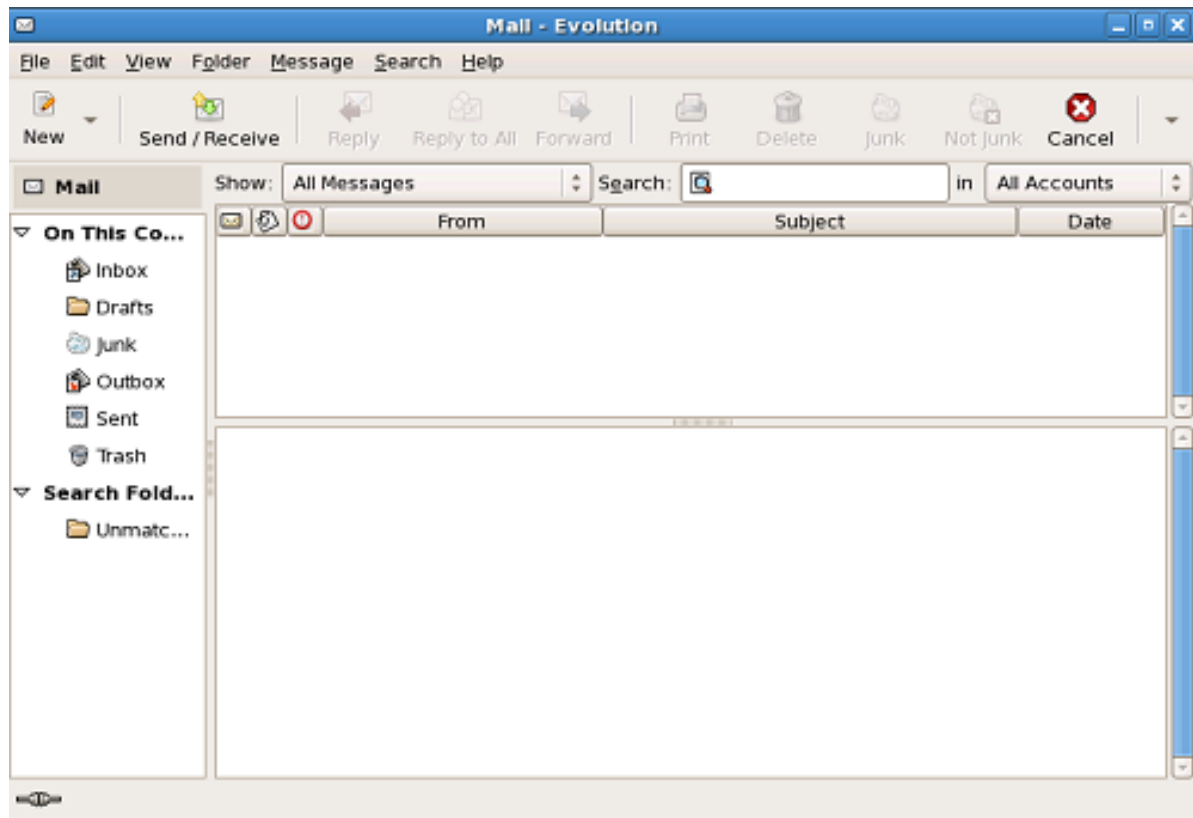 Mail - Evolution
File Edit View Folder Message Search Help
New Send / Receive Reply Reply to All Forward Print Delete Junk Not Junk Cancel
Mail Show: All Messages Search: in All Accounts
From Subject Date
On This Co...
Inbox
Drafts
Junk
Outbox
Sent
Trash
Search Fold...
Unmatc...